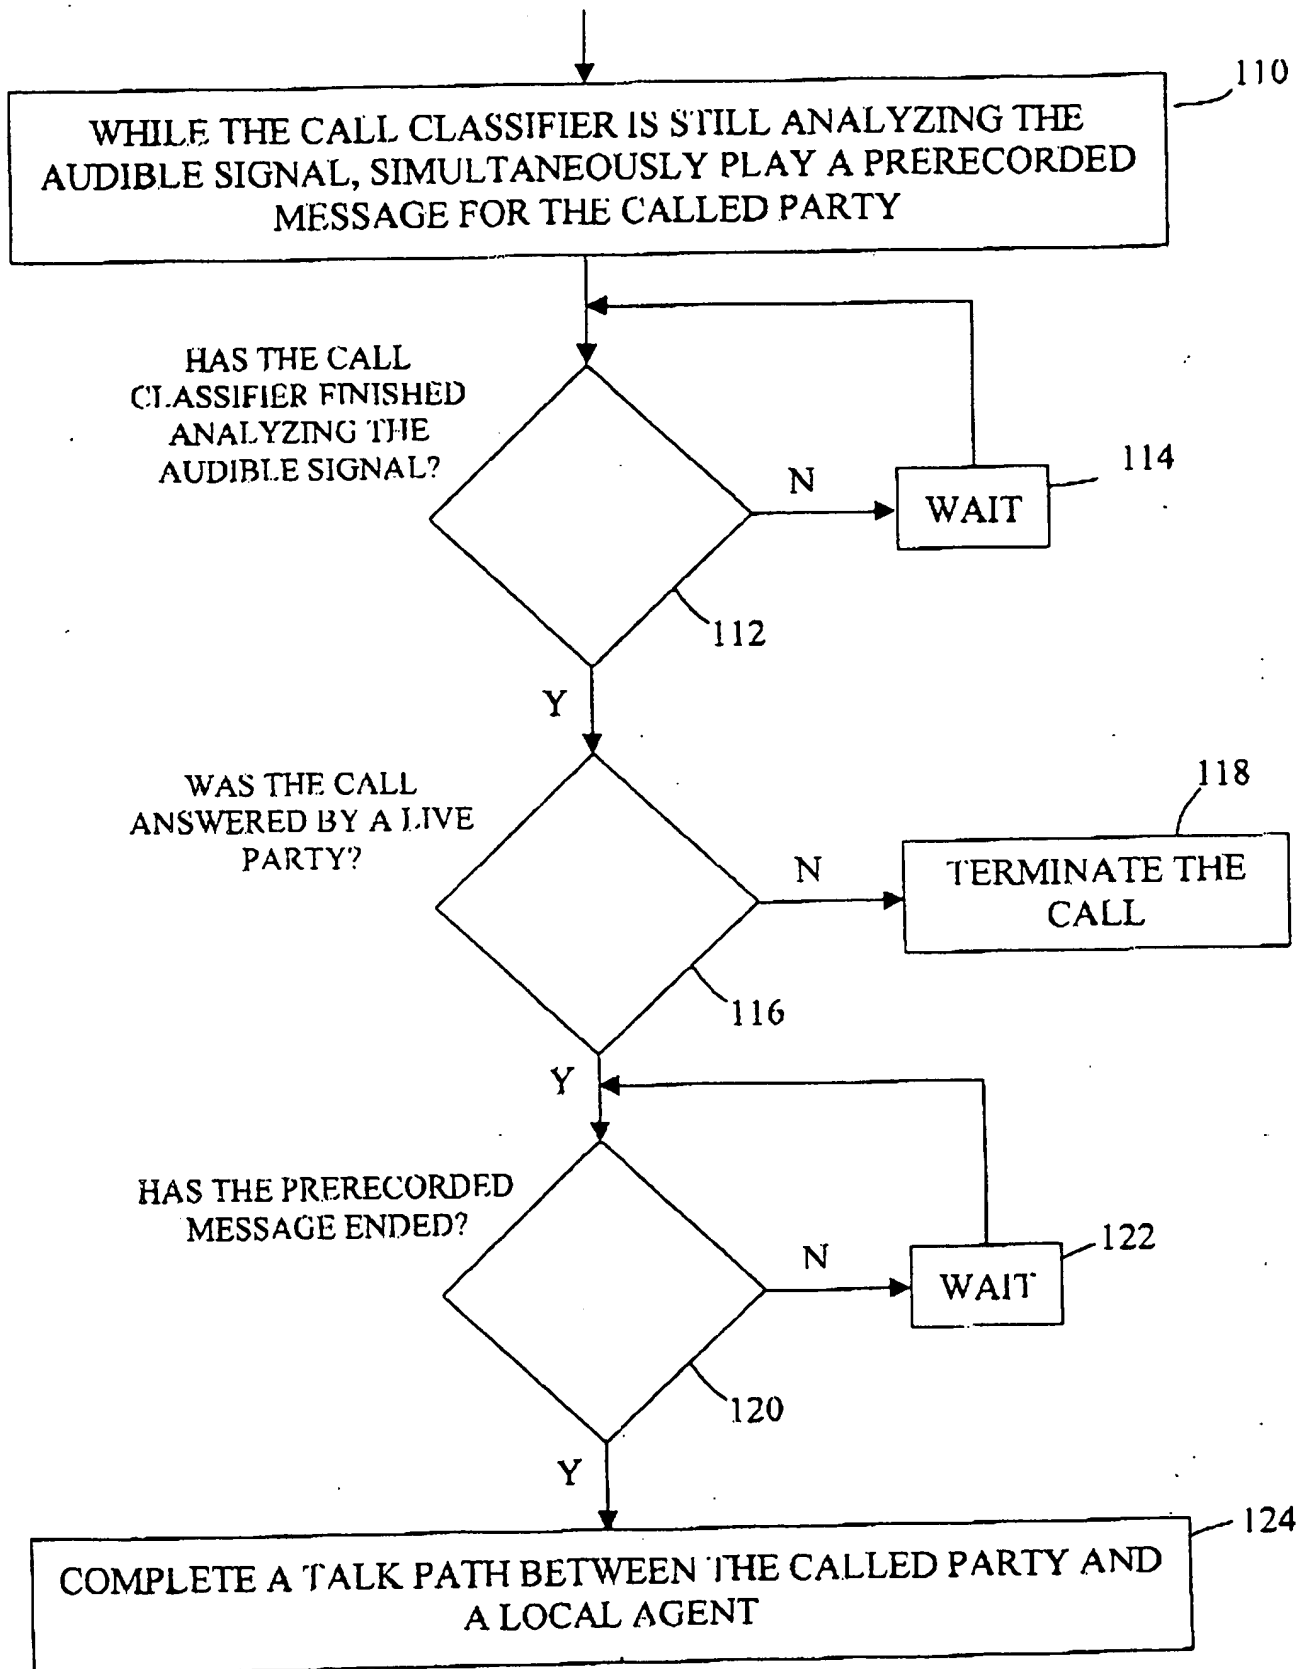 110
WHILE THE CALL CLASSIFIER IS STILL ANALYZING THE
AUDIBLE SIGNAL, SIMULTANEOUSLY PLAY A PRERECORDED
MESSAGE FOR THE CALLED PARTY
HAS THE CALL
CLASSIFIER FINISHED
ANALYZING THE
AUDIBLE SIGNAL?
N
114
WAIT
112
Y
WAS THE CALL
ANSWERED BY A LIVE
PARTY?
N
118
TERMINATE THE
CALL
116
Y
HAS THE PRERECORDED
MESSAGE ENDED?
N
122
WAIT
120
Y
124
COMPLETE A TALK PATH BETWEEN THE CALLED PARTY AND
A LOCAL AGENT